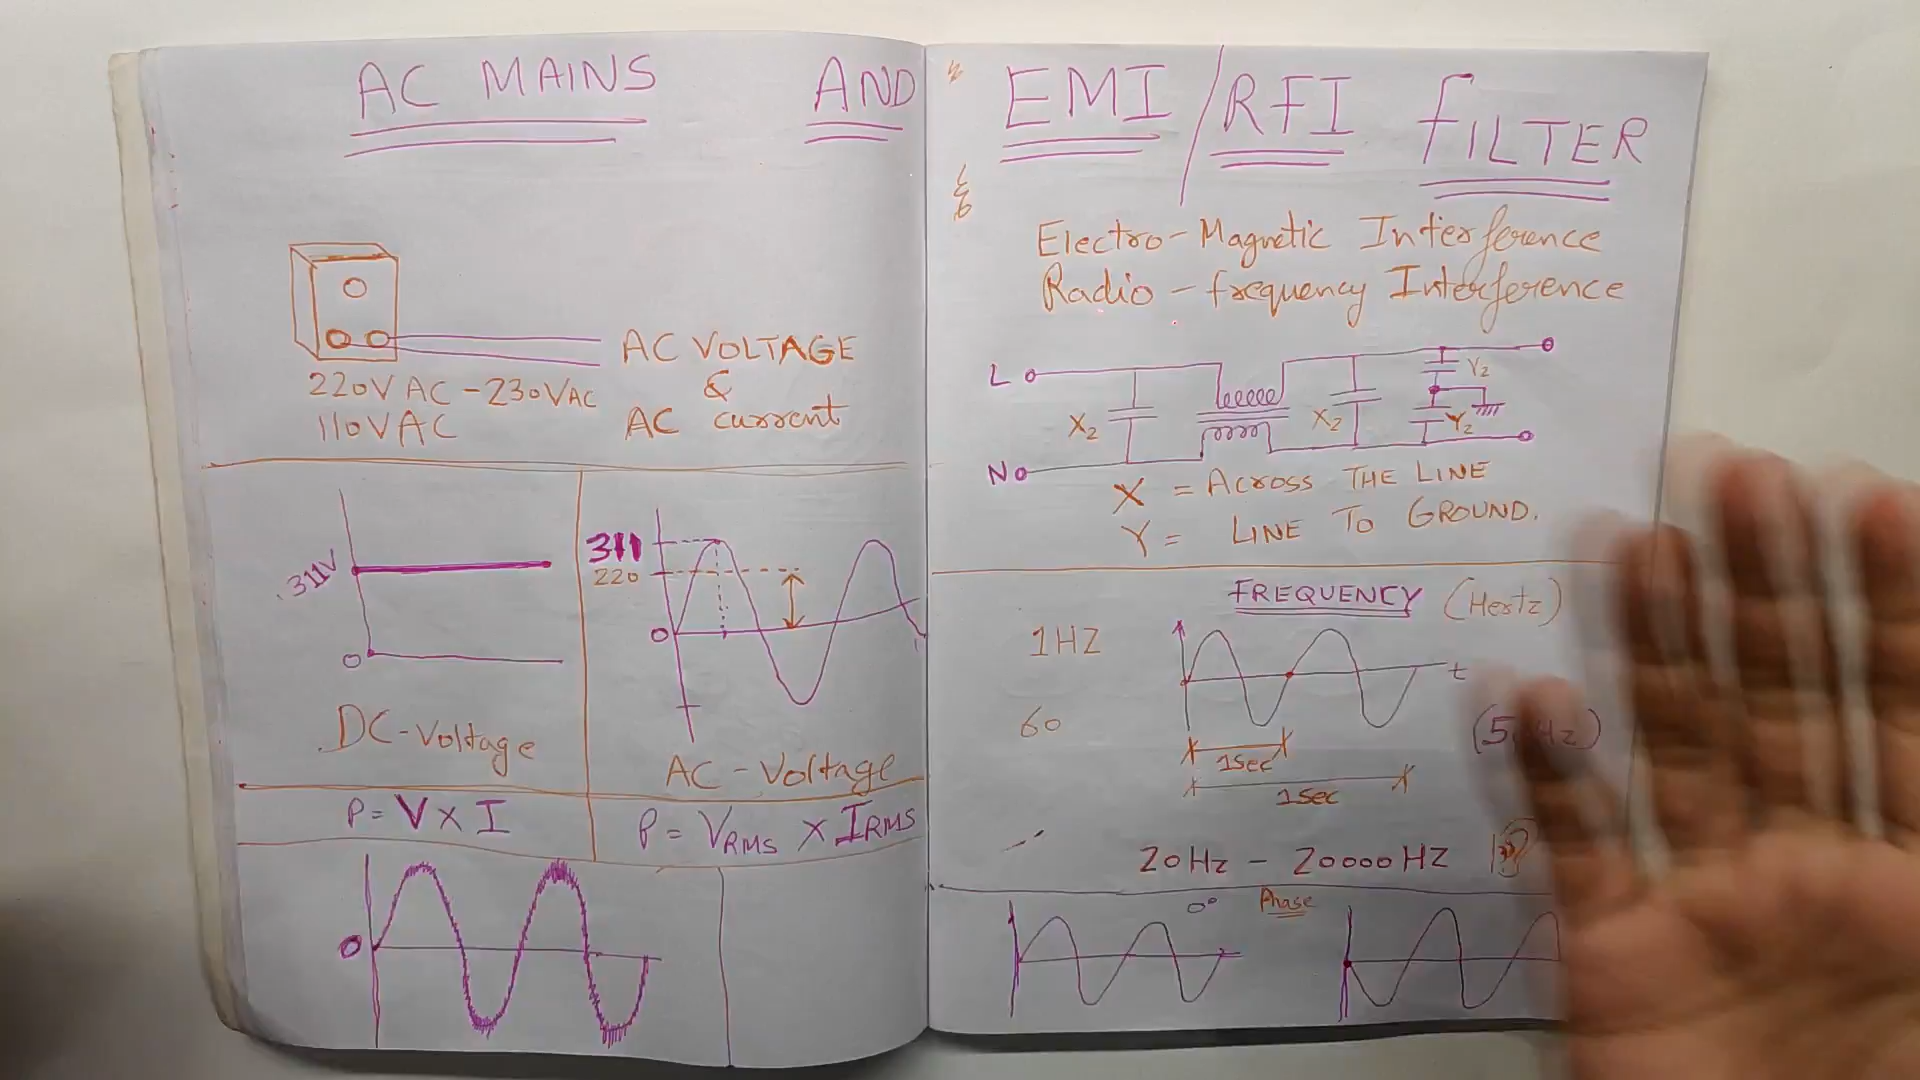 AC MAINS AND
220V AC - 230VAC
110VAC
AC VOLTAGE
&
AC current
311V
0
DC-Voltage
311
220
0
AC - Voltage
P = V X I
P = VRMS X IRMS
0
EMI/RFI FILTER
Electro-Magnetic Interference
Radio-frequency Interference
L
N
X2
X2
Y2
Y2
X = ACROSS THE LINE
Y = LINE TO GROUND.
FREQUENCY (Hertz)
1HZ
60
t
1Sec
1Sec
20Hz - 20000HZ
0° Phase